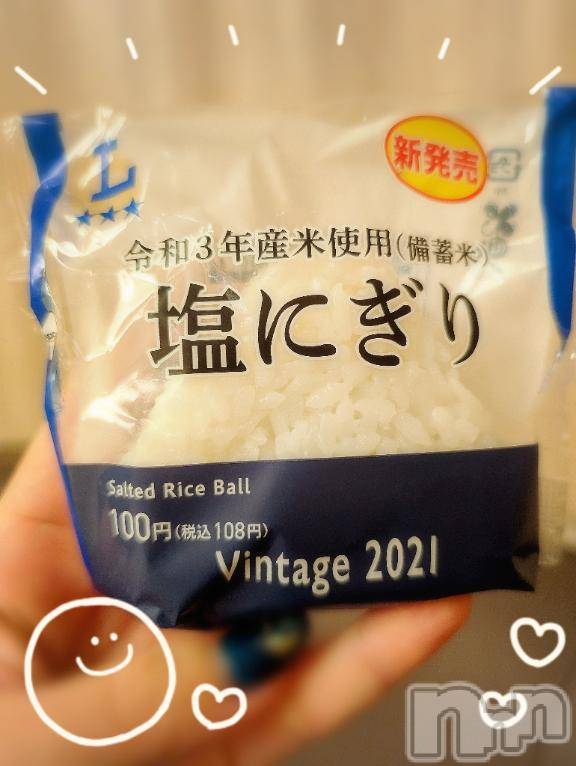 L
新発売
令和3年産米使用(備蓄米)
塩にぎり
Salted Rice Ball
100円(税込108円)
Vintage 2021